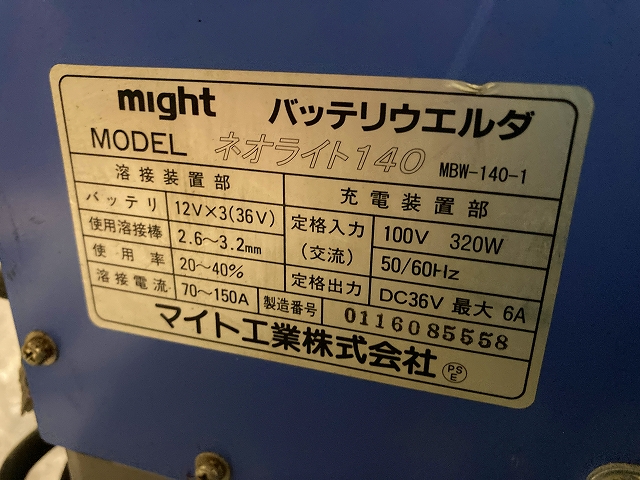 might バッテリウエルダ
MODEL ネオライト140 MBW-140-1
溶接装置部
バッテリ 12V×3(36V)
使用溶接棒 2.6～3.2mm
使用率 20～40%
溶接電流 70～150A
充電装置部
定格入力(交流) 100V 320W
50/60Hz
定格出力 DC36V 最大 6A
製造番号 0116085558
マイト工業株式会社 PSE